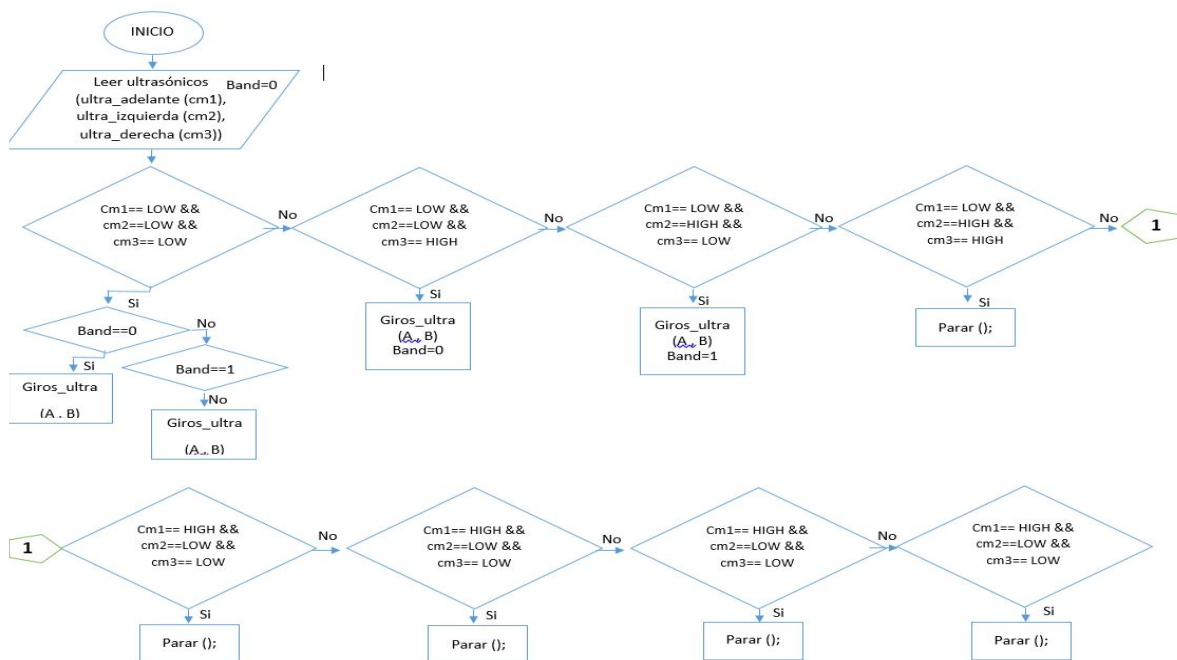 INICIO
Leer ultrasónicos
Band=0
(ultra_adelante (cm1),
ultra_izquierda (cm2),
ultra_derecha (cm3))
Cm1== LOW &&
cm2==LOW &&
cm3== LOW
No
Cm1== LOW &&
cm2==LOW &&
cm3== HIGH
No
Cm1== LOW &&
cm2==HIGH &&
cm3== LOW
No
Cm1== LOW &&
cm2==HIGH &&
cm3== HIGH
No
1
Si
Band==0
No
Si
Giros_ultra
(A , B)
Band==1
No
Giros_ultra
(A , B)
Si
Giros_ultra
(A , B)
Band=0
Si
Giros_ultra
(A , B)
Band=1
Si
Parar ();
1
Cm1== HIGH &&
cm2==LOW &&
cm3== LOW
No
Cm1== HIGH &&
cm2==LOW &&
cm3== LOW
No
Cm1== HIGH &&
cm2==LOW &&
cm3== LOW
No
Cm1== HIGH &&
cm2==LOW &&
cm3== LOW
Si
Parar ();
Si
Parar ();
Si
Parar ();
Si
Parar ();